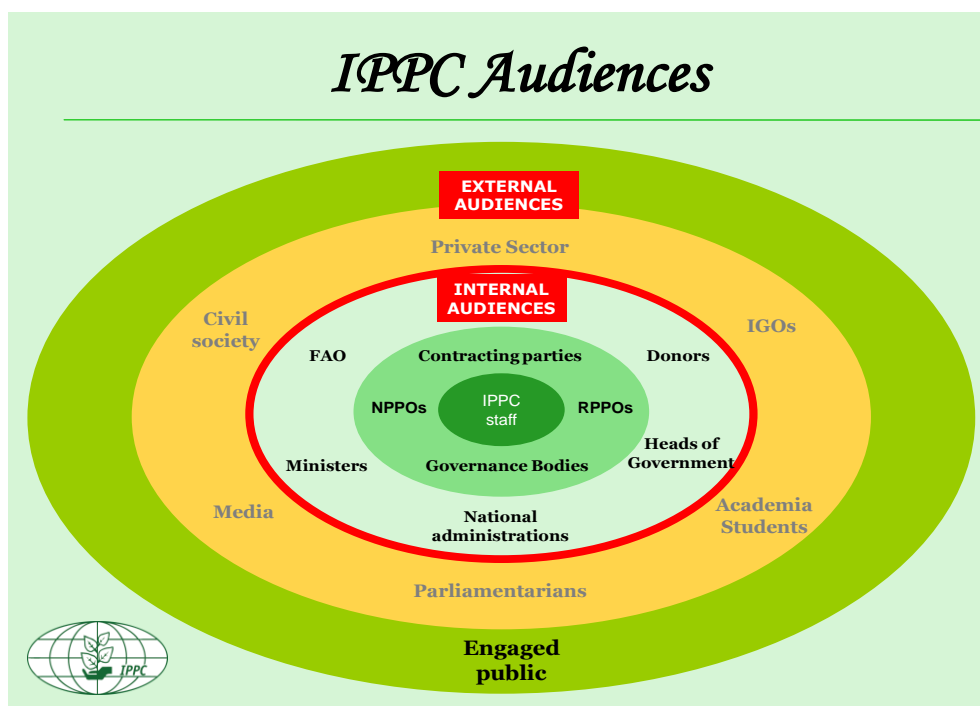 IPPC Audiences
EXTERNAL
AUDIENCES
Private Sector
INTERNAL
AUDIENCES
Civil
society
IGOs
FAO
Contracting parties
Donors
NPPOs
IPPC
staff
RPPOs
Ministers
Governance Bodies
Heads of
Government
Media
National
administrations
Academia
Students
Parliamentarians
Engaged
public
IPPC